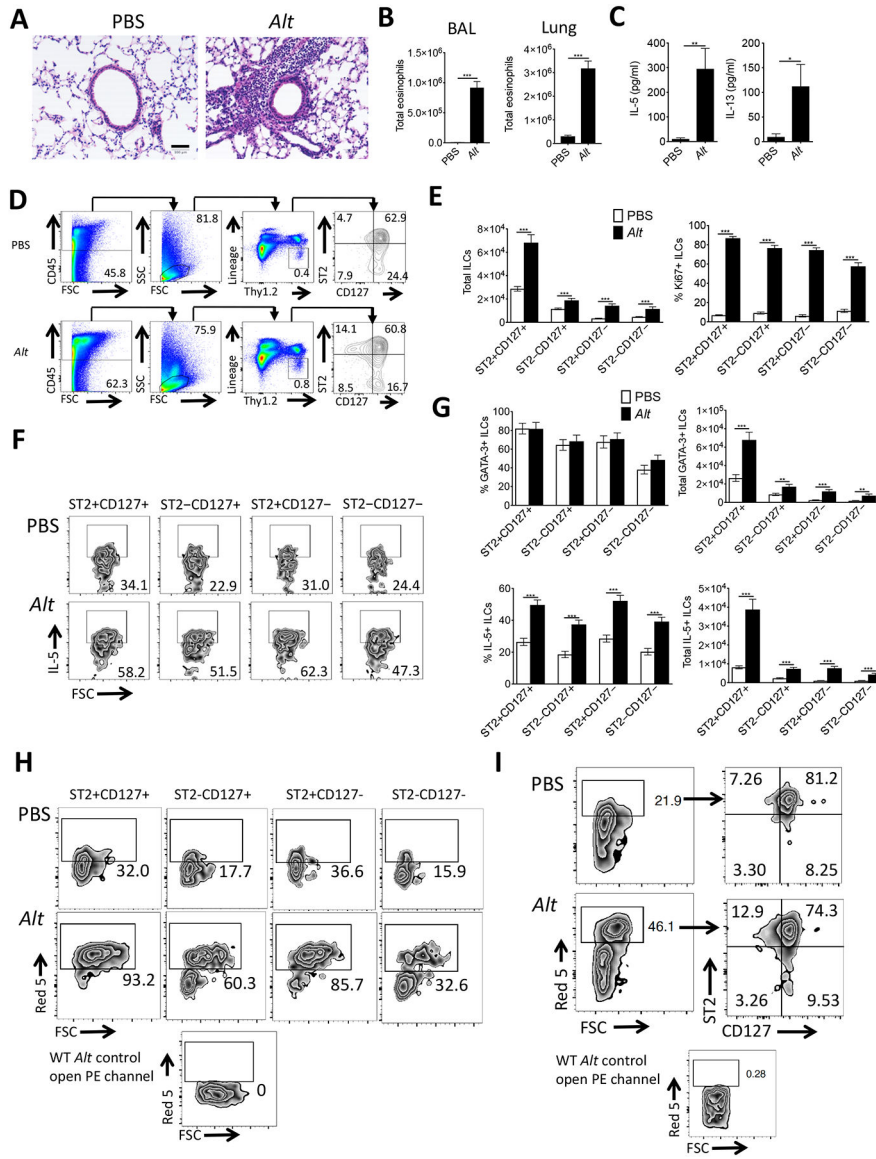 A
PBS
Alt
B
BAL
Lung
Total eosinophils
1.5×10⁶
1.0×10⁶
5.0×10⁵
0.0
***
PBS
Alt
Total eosinophils
4×10⁶
3×10⁶
2×10⁶
1×10⁶
0
***
PBS
Alt
C
IL-5 (pg/ml)
400
300
200
100
0
**
PBS
Alt
IL-13 (pg/ml)
200
150
100
50
0
*
PBS
Alt
D
PBS
CD45
FSC
45.8
SSC
FSC
81.8
Lineage
Thy1.2
0.4
ST2
CD127
4.7
62.9
7.9
24.4
Alt
CD45
FSC
62.3
SSC
FSC
75.9
Lineage
Thy1.2
0.8
ST2
CD127
14.1
60.8
8.5
16.7
E
PBS
Alt
Total ILCs
8×10⁴
6×10⁴
4×10⁴
2×10⁴
0
***
***
***
***
ST2+CD127+
ST2−CD127+
ST2+CD127−
ST2−CD127−
% Ki67+ ILCs
100
80
60
40
20
0
***
***
***
***
ST2+CD127+
ST2−CD127+
ST2+CD127−
ST2−CD127−
F
ST2+CD127+
ST2−CD127+
ST2+CD127−
ST2−CD127−
PBS
34.1
22.9
31.0
24.4
Alt
IL-5
FSC
58.2
51.5
62.3
47.3
G
PBS
Alt
% GATA-3+ ILCs
100
80
60
40
20
0
ST2+CD127+
ST2−CD127+
ST2+CD127−
ST2−CD127−
Total GATA-3+ ILCs
1×10⁵
8×10⁴
6×10⁴
4×10⁴
2×10⁴
0
***
**
***
**
ST2+CD127+
ST2−CD127+
ST2+CD127−
ST2−CD127−
% IL-5+ ILCs
60
40
20
0
***
***
***
***
ST2+CD127+
ST2−CD127+
ST2+CD127−
ST2−CD127−
Total IL-5+ ILCs
5×10⁴
4×10⁴
3×10⁴
2×10⁴
1×10⁴
0
***
***
***
***
ST2+CD127+
ST2−CD127+
ST2+CD127−
ST2−CD127−
H
ST2+CD127+
ST2-CD127+
ST2+CD127-
ST2-CD127-
PBS
32.0
17.7
36.6
15.9
Alt
Red 5
FSC
93.2
60.3
85.7
32.6
WT Alt control
open PE channel
Red 5
FSC
0
I
PBS
21.9
7.26
81.2
3.30
8.25
Alt
Red 5
FSC
46.1
ST2
CD127
12.9
74.3
3.26
9.53
WT Alt control
open PE channel
Red 5
FSC
0.28